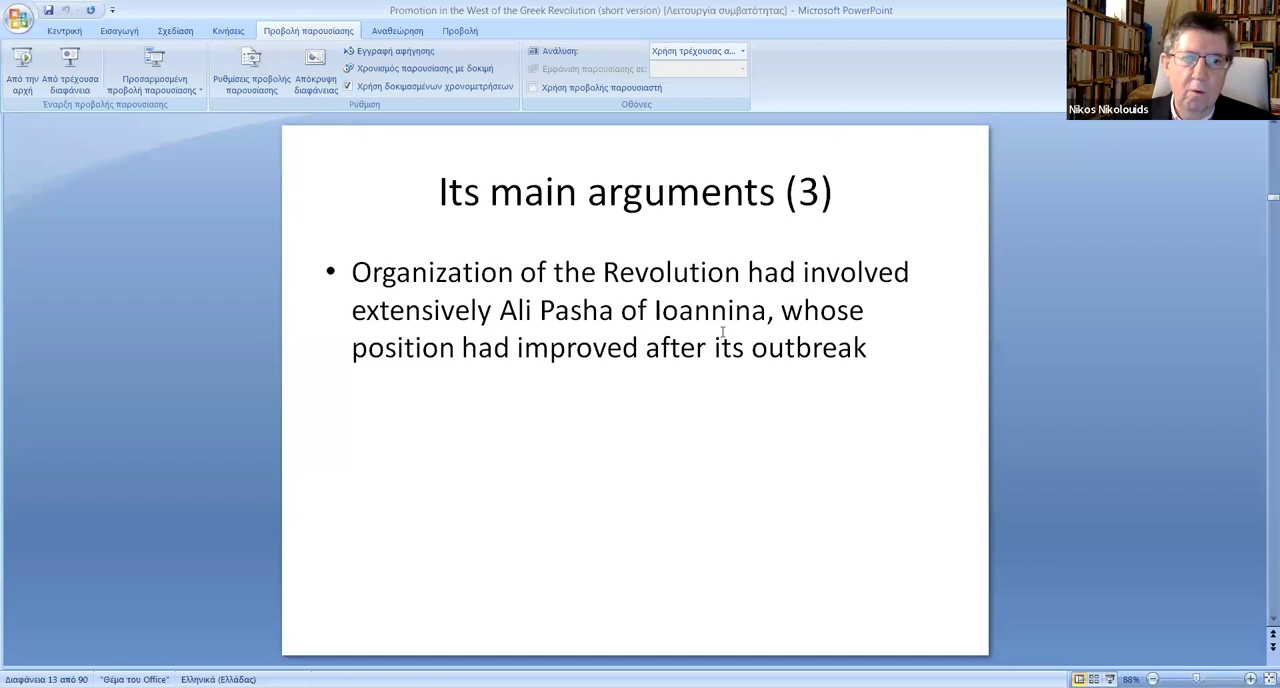 Promotion in the West of the Greek Revolution (short version) [Λειτουργία συμβατότητας] - Microsoft PowerPoint
Κεντρική Εισαγωγή Σχεδίαση Κινήσεις Προβολή παρουσίασης Αναθεώρηση Προβολή
Από την αρχή
Από τρέχουσα διαφάνεια
Προσαρμοσμένη προβολή παρουσίασης
Έναρξη προβολής παρουσίασης
Ρυθμίσεις προβολής παρουσίασης
Απόκρυψη διαφάνειας
Εγγραφή αφήγησης
Χρονισμός παρουσίασης με δοκιμή
Χρήση δοκιμασμένων χρονομετρήσεων
Ρύθμιση
Ανάλυση: Χρήση τρέχουσας α...
Εμφάνιση παρουσίασης σε:
Χρήση προβολής παρουσιαστή
Οθόνες
Nikos Nikolouids
Its main arguments (3)
• Organization of the Revolution had involved
extensively Ali Pasha of Ioannina, whose
position had improved after its outbreak
Διαφάνεια 13 από 90 "Θέμα του Office" Ελληνικά (Ελλάδας) 88%